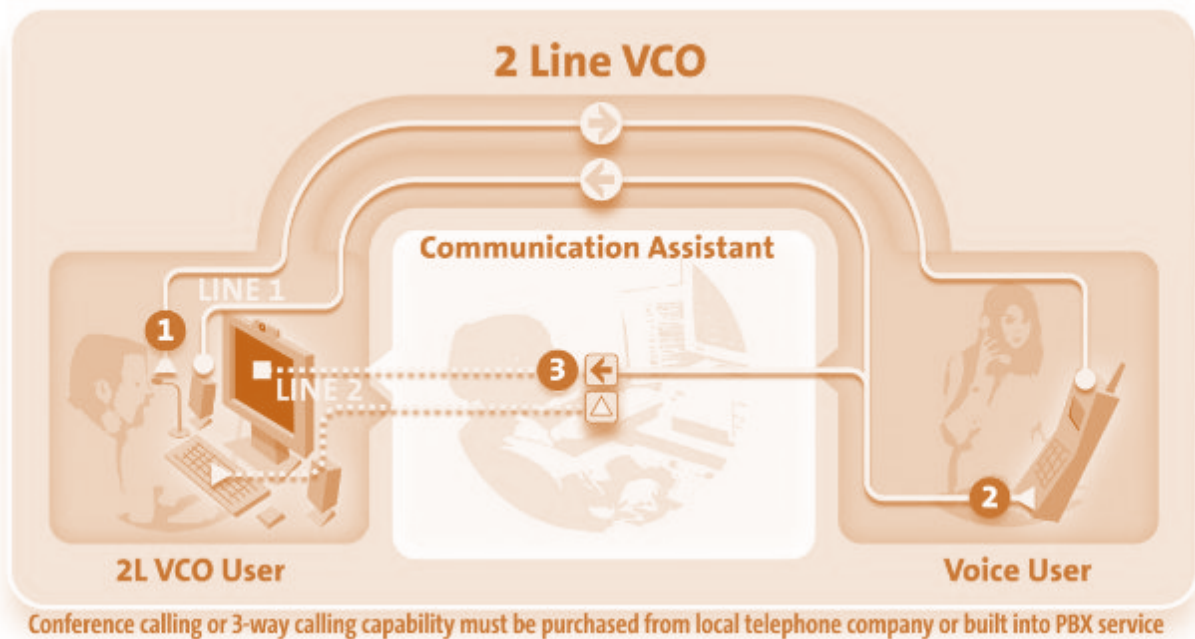 2 Line VCO
Communication Assistant
LINE 1
1
3
LINE 2
2
2L VCO User
Voice User
Conference calling or 3-way calling capability must be purchased from local telephone company or built into PBX service